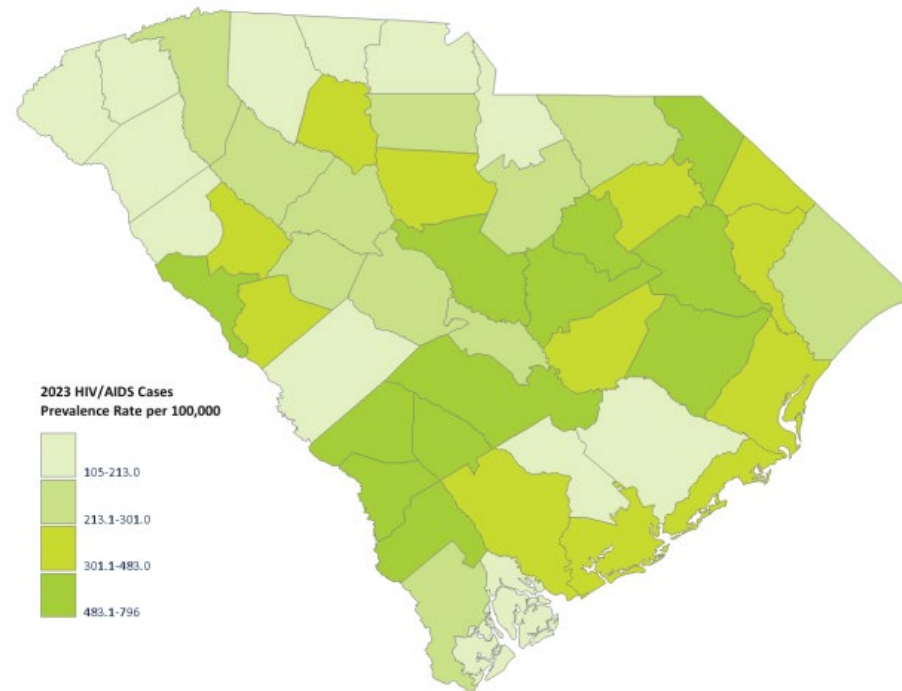 2023 HIV/AIDS Cases
Prevalence Rate per 100,000
105-213.0
213.1-301.0
301.1-483.0
483.1-796